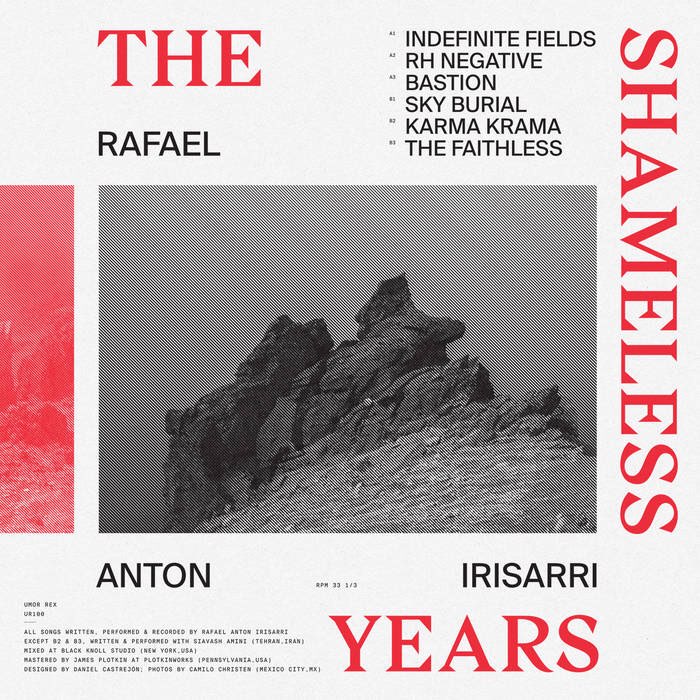 THE
RAFAEL
A1 INDEFINITE FIELDS
A2 RH NEGATIVE
A3 BASTION
B1 SKY BURIAL
B2 KARMA KRAMA
B3 THE FAITHLESS
SHAMELESS
ANTON
RPM 33 1/3
IRISARRI
YEARS
UMOR REX
UR100
ALL SONGS WRITTEN, PERFORMED & RECORDED BY RAFAEL ANTON IRISARRI
EXCEPT B2 & B3, WRITTEN & PERFORMED WITH SIAVASH AMINI (TEHRAN,IRAN)
MIXED AT BLACK KNOLL STUDIO (NEW YORK,USA)
MASTERED BY JAMES PLOTKIN AT PLOTKINWORKS (PENNSYLVANIA,USA)
DESIGNED BY DANIEL CASTREJÓN; PHOTOS BY CAMILO CHRISTEN (MEXICO CITY,MX)